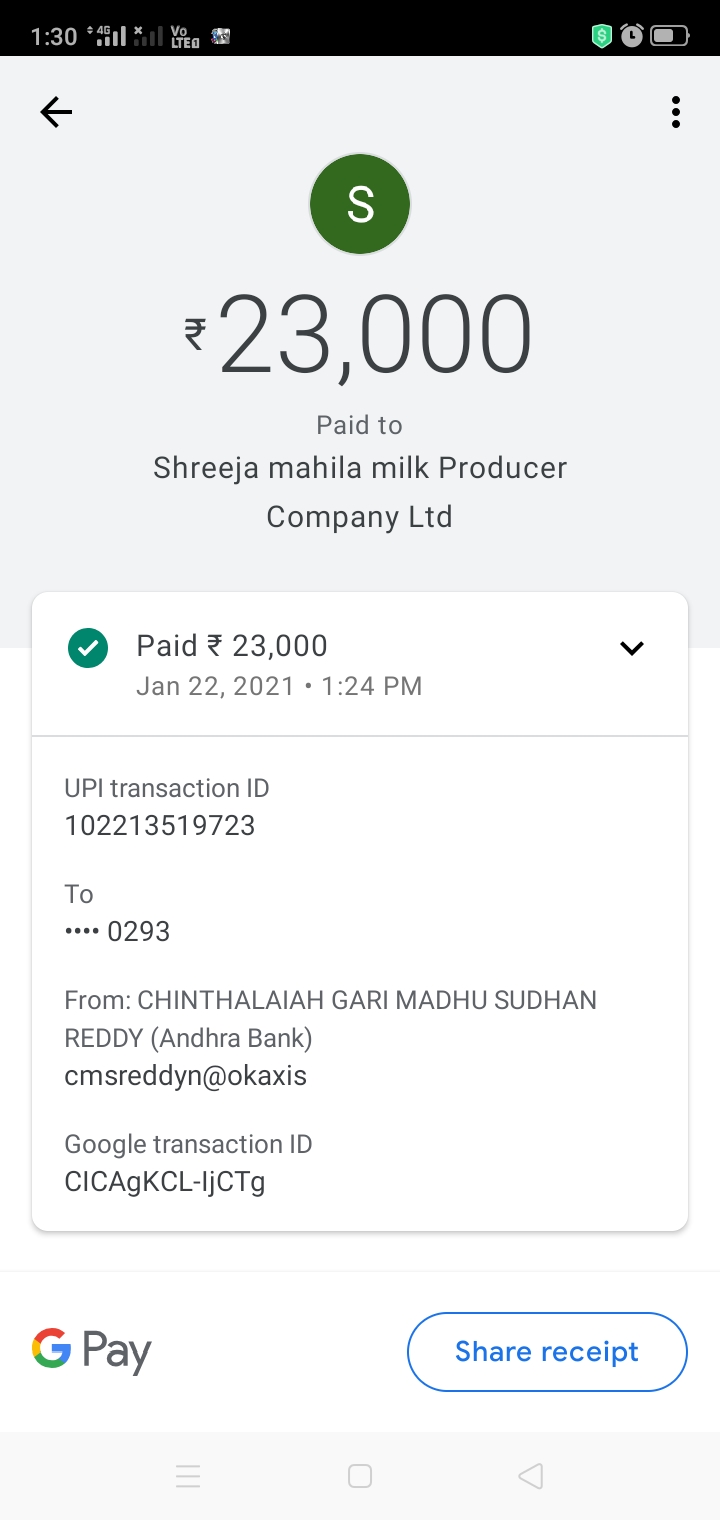 1:30 4G Vo LTE
S
₹23,000
Paid to
Shreeja mahila milk Producer
Company Ltd
Paid ₹ 23,000
Jan 22, 2021 • 1:24 PM
UPI transaction ID
102213519723
To
•••• 0293
From: CHINTHALAIAH GARI MADHU SUDHAN
REDDY (Andhra Bank)
cmsreddyn@okaxis
Google transaction ID
CICAgKCL-IjCTg
G Pay
Share receipt